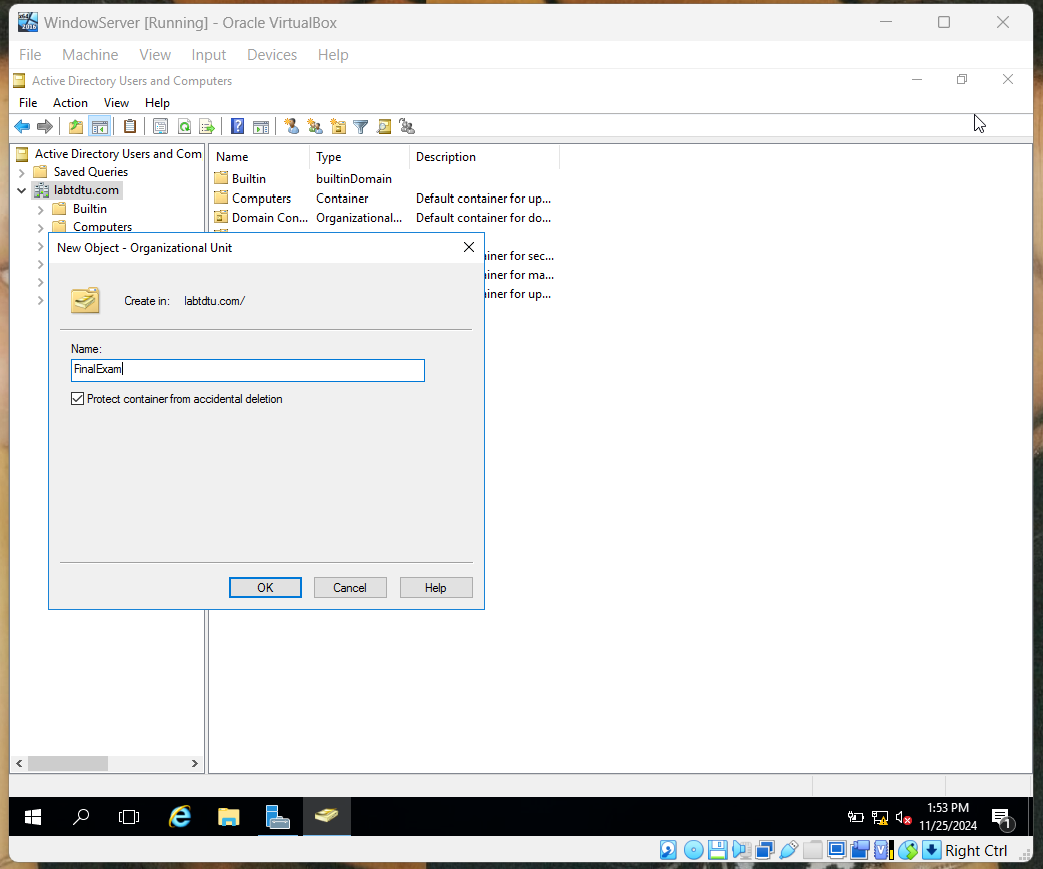 WindowServer [Running] - Oracle VirtualBox
File Machine View Input Devices Help
Active Directory Users and Computers
File Action View Help
Active Directory Users and Com
Saved Queries
labtdtu.com
Builtin
Computers
Name Type Description
Builtin builtinDomain
Computers Container Default container for up...
Domain Con... Organizational... Default container for do...
iner for sec...
iner for ma...
iner for up...
New Object - Organizational Unit
Create in: labtdtu.com/
Name:
FinalExam
Protect container from accidental deletion
OK Cancel Help
1:53 PM
11/25/2024
1
Right Ctrl